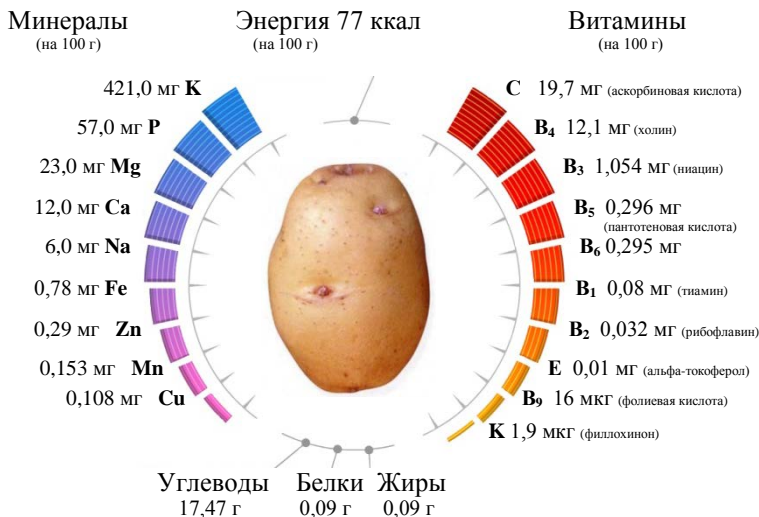 Минералы
(на 100 г)
Энергия 77 ккал
(на 100 г)
Витамины
(на 100 г)
421,0 мг K
57,0 мг P
23,0 мг Mg
12,0 мг Ca
6,0 мг Na
0,78 мг Fe
0,29 мг Zn
0,153 мг Mn
0,108 мг Cu
C 19,7 мг (аскорбиновая кислота)
B₄ 12,1 мг (холин)
B₃ 1,054 мг (ниацин)
B₅ 0,296 мг
(пантотеновая кислота)
B₆ 0,295 мг
B₁ 0,08 мг (тиамин)
B₂ 0,032 мг (рибофлавин)
E 0,01 мг (альфа-токоферол)
B₉ 16 мкг (фолиевая кислота)
K 1,9 мкг (филлохинон)
Углеводы
17,47 г
Белки
0,09 г
Жиры
0,09 г